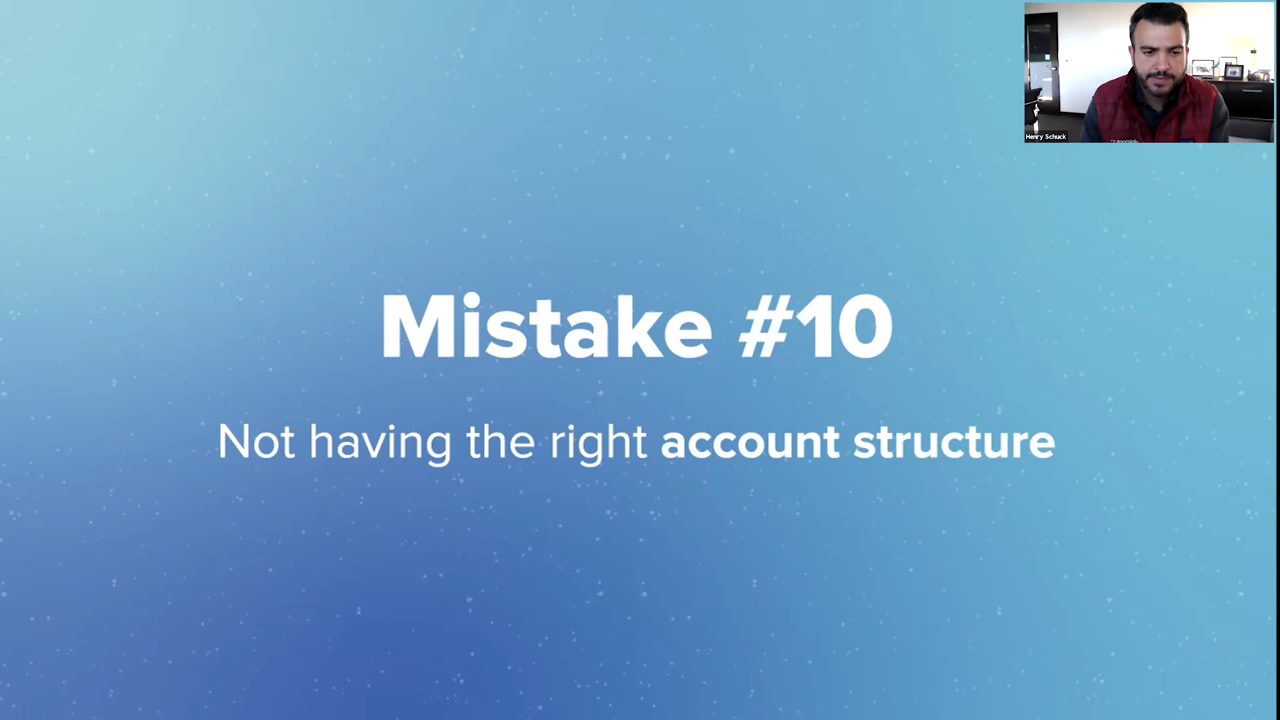 Henry Schuck
Mistake #10
Not having the right account structure